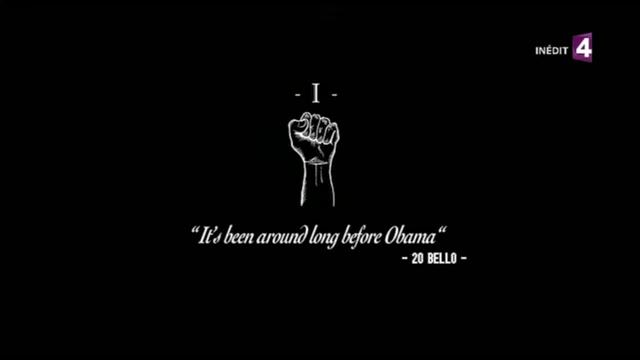 INÉDIT 4
- I -
“It's been around long before Obama“
- 20 BELLO -